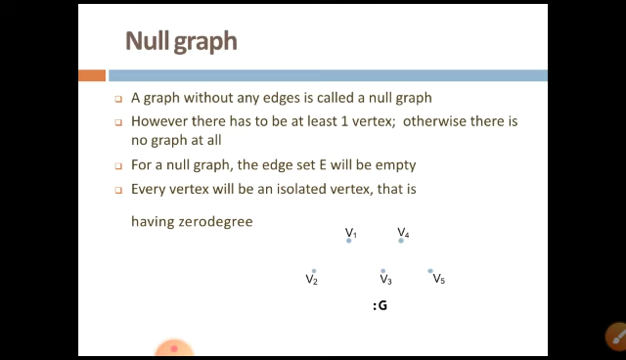 Null graph
A graph without any edges is called a null graph
However there has to be at least 1 vertex; otherwise there is
no graph at all
For a null graph, the edge set E will be empty
Every vertex will be an isolated vertex, that is
having zerodegree
V1 V4
V2 V3 V5
:G